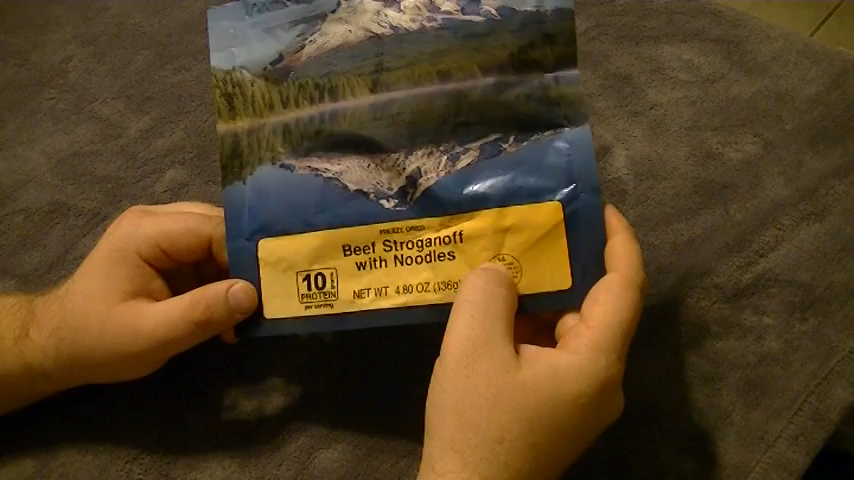 FREEZE DRIED
Beef Stroganoff
with Noodles
10
PROTEIN
per serving
NET WT 4.80 OZ (136g)